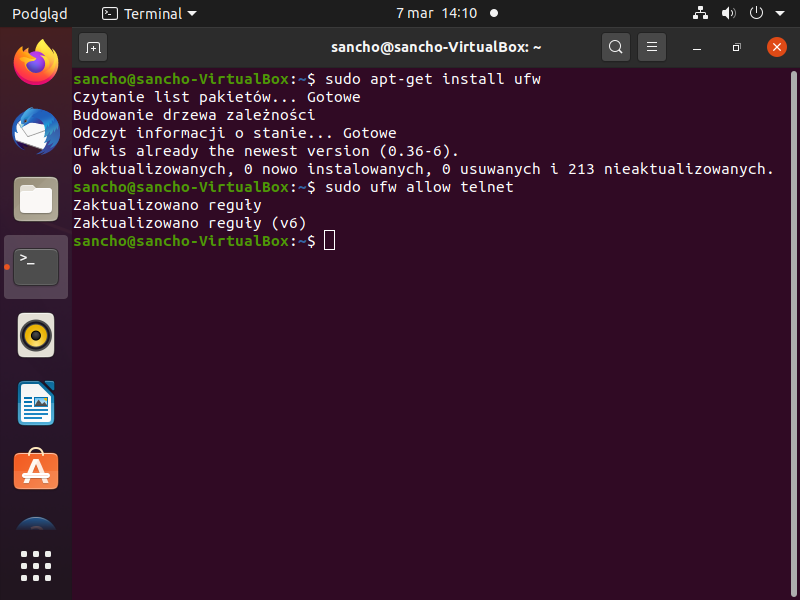 Podgląd Terminal 7 mar 14:10
sancho@sancho-VirtualBox: ~
sancho@sancho-VirtualBox:~$ sudo apt-get install ufw
Czytanie list pakietów... Gotowe
Budowanie drzewa zależności
Odczyt informacji o stanie... Gotowe
ufw is already the newest version (0.36-6).
0 aktualizowanych, 0 nowo instalowanych, 0 usuwanych i 213 nieaktualizowanych.
sancho@sancho-VirtualBox:~$ sudo ufw allow telnet
Zaktualizowano reguły
Zaktualizowano reguły (v6)
sancho@sancho-VirtualBox:~$